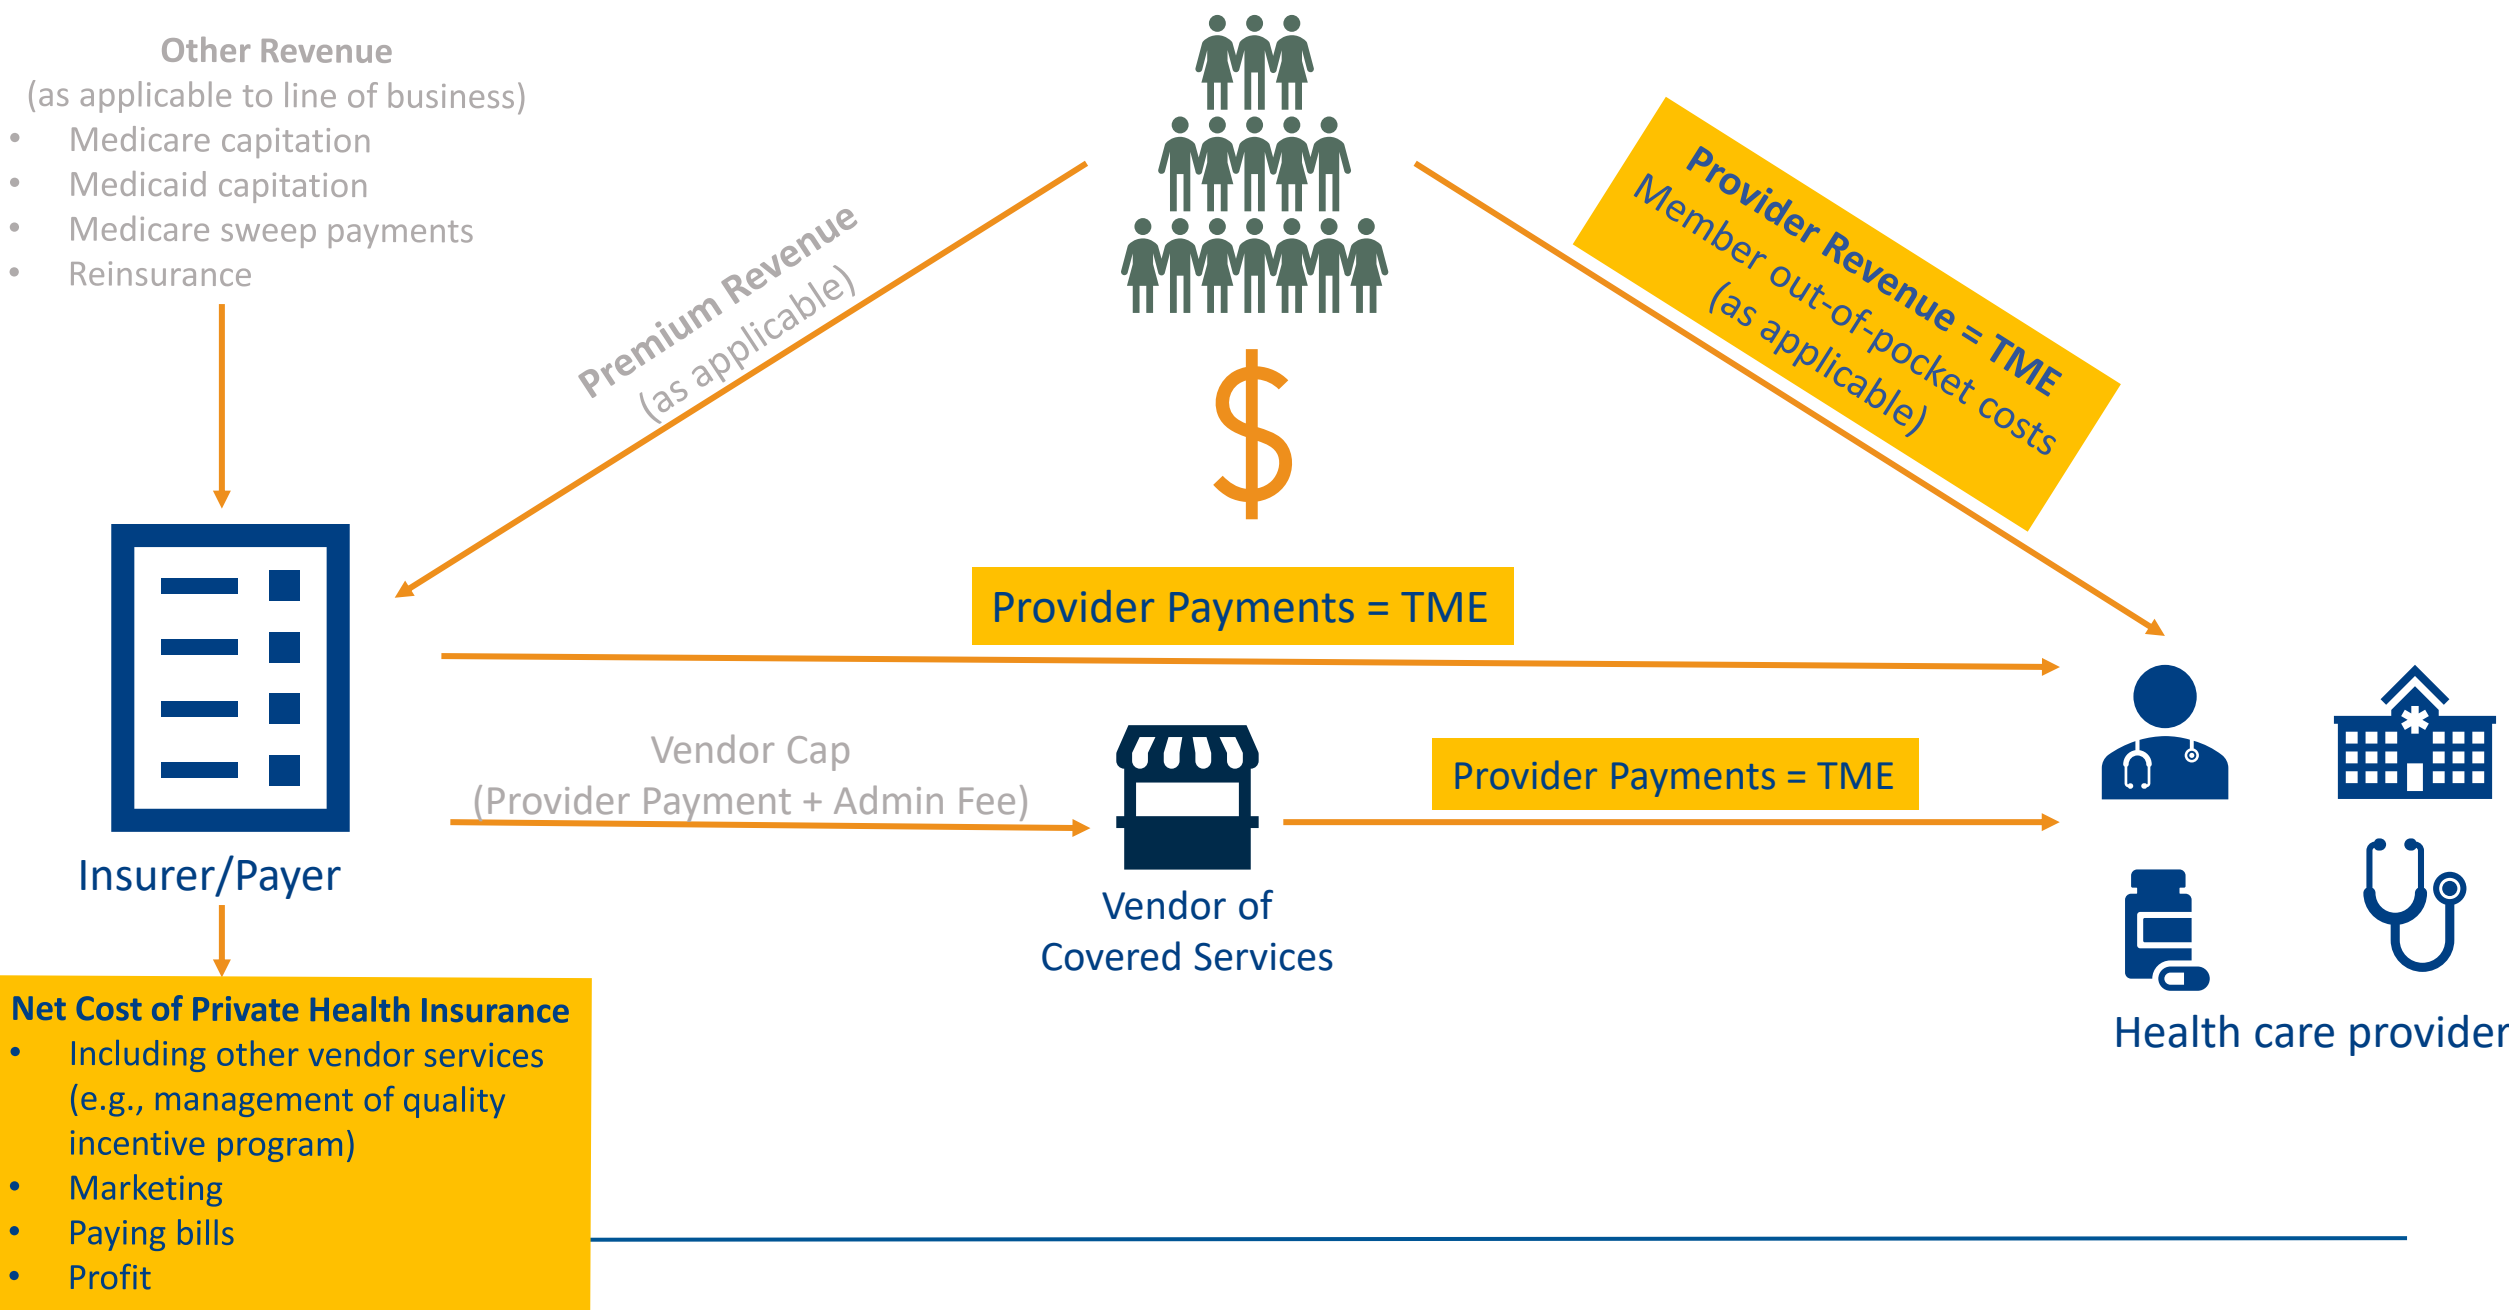 Other Revenue
(as applicable to line of business)
• Medicare capitation
• Medicaid capitation
• Medicare sweep payments
• Reinsurance
Premium Revenue
(as applicable)
Provider Revenue = TME
Member out-of-pocket costs
(as applicable)
Provider Payments = TME
Vendor Cap
(Provider Payment + Admin Fee)
Provider Payments = TME
Insurer/Payer
Vendor of
Covered Services
Health care provider
Net Cost of Private Health Insurance
• Including other vendor services
(e.g., management of quality
incentive program)
• Marketing
• Paying bills
• Profit